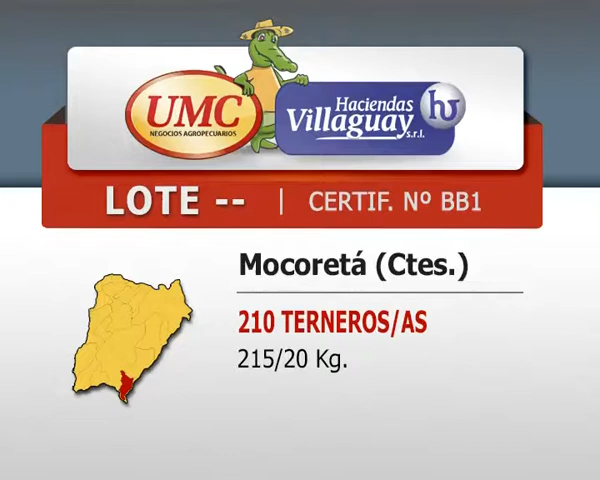 UMC
NEGOCIOS AGROPECUARIOS
Haciendas
Villaguay
s.r.l.
hv
LOTE -- | CERTIF. Nº BB1
Mocoretá (Ctes.)
210 TERNEROS/AS
215/20 Kg.